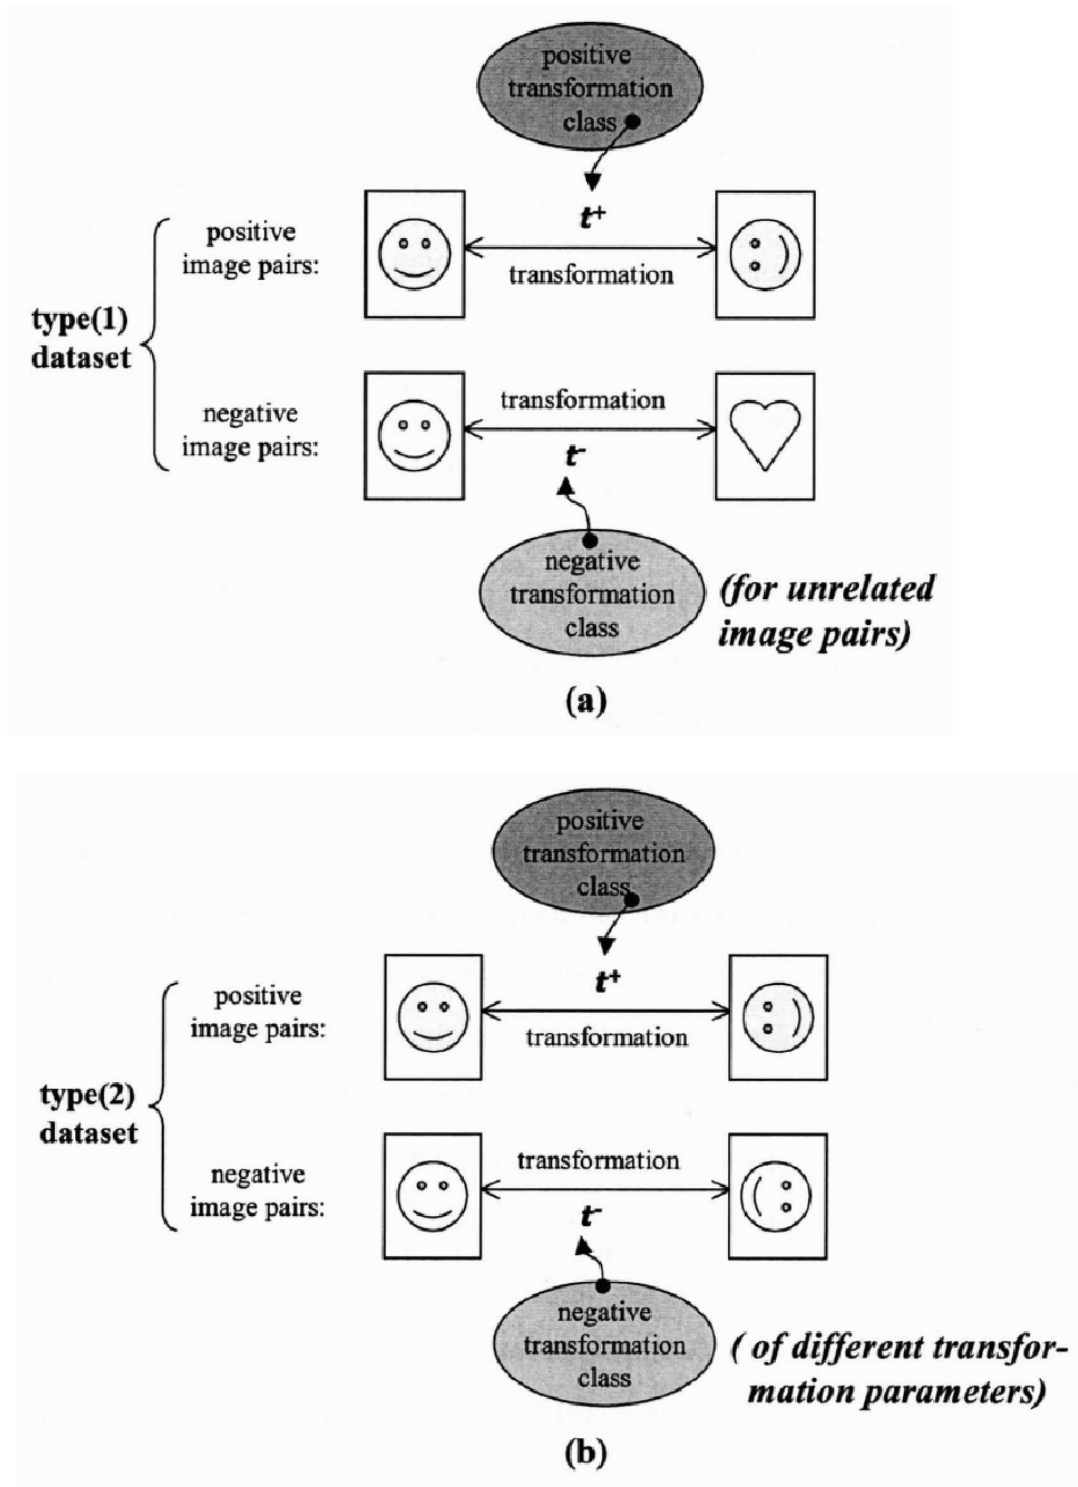 positive
transformation
class
t+
positive
image pairs:
transformation
type(1)
dataset
transformation
negative
image pairs:
t-
negative
transformation
class
(for unrelated
image pairs)
(a)
positive
transformation
class
t+
positive
image pairs:
transformation
type(2)
dataset
transformation
negative
image pairs:
t-
negative
transformation
class
( of different transfor-
mation parameters)
(b)